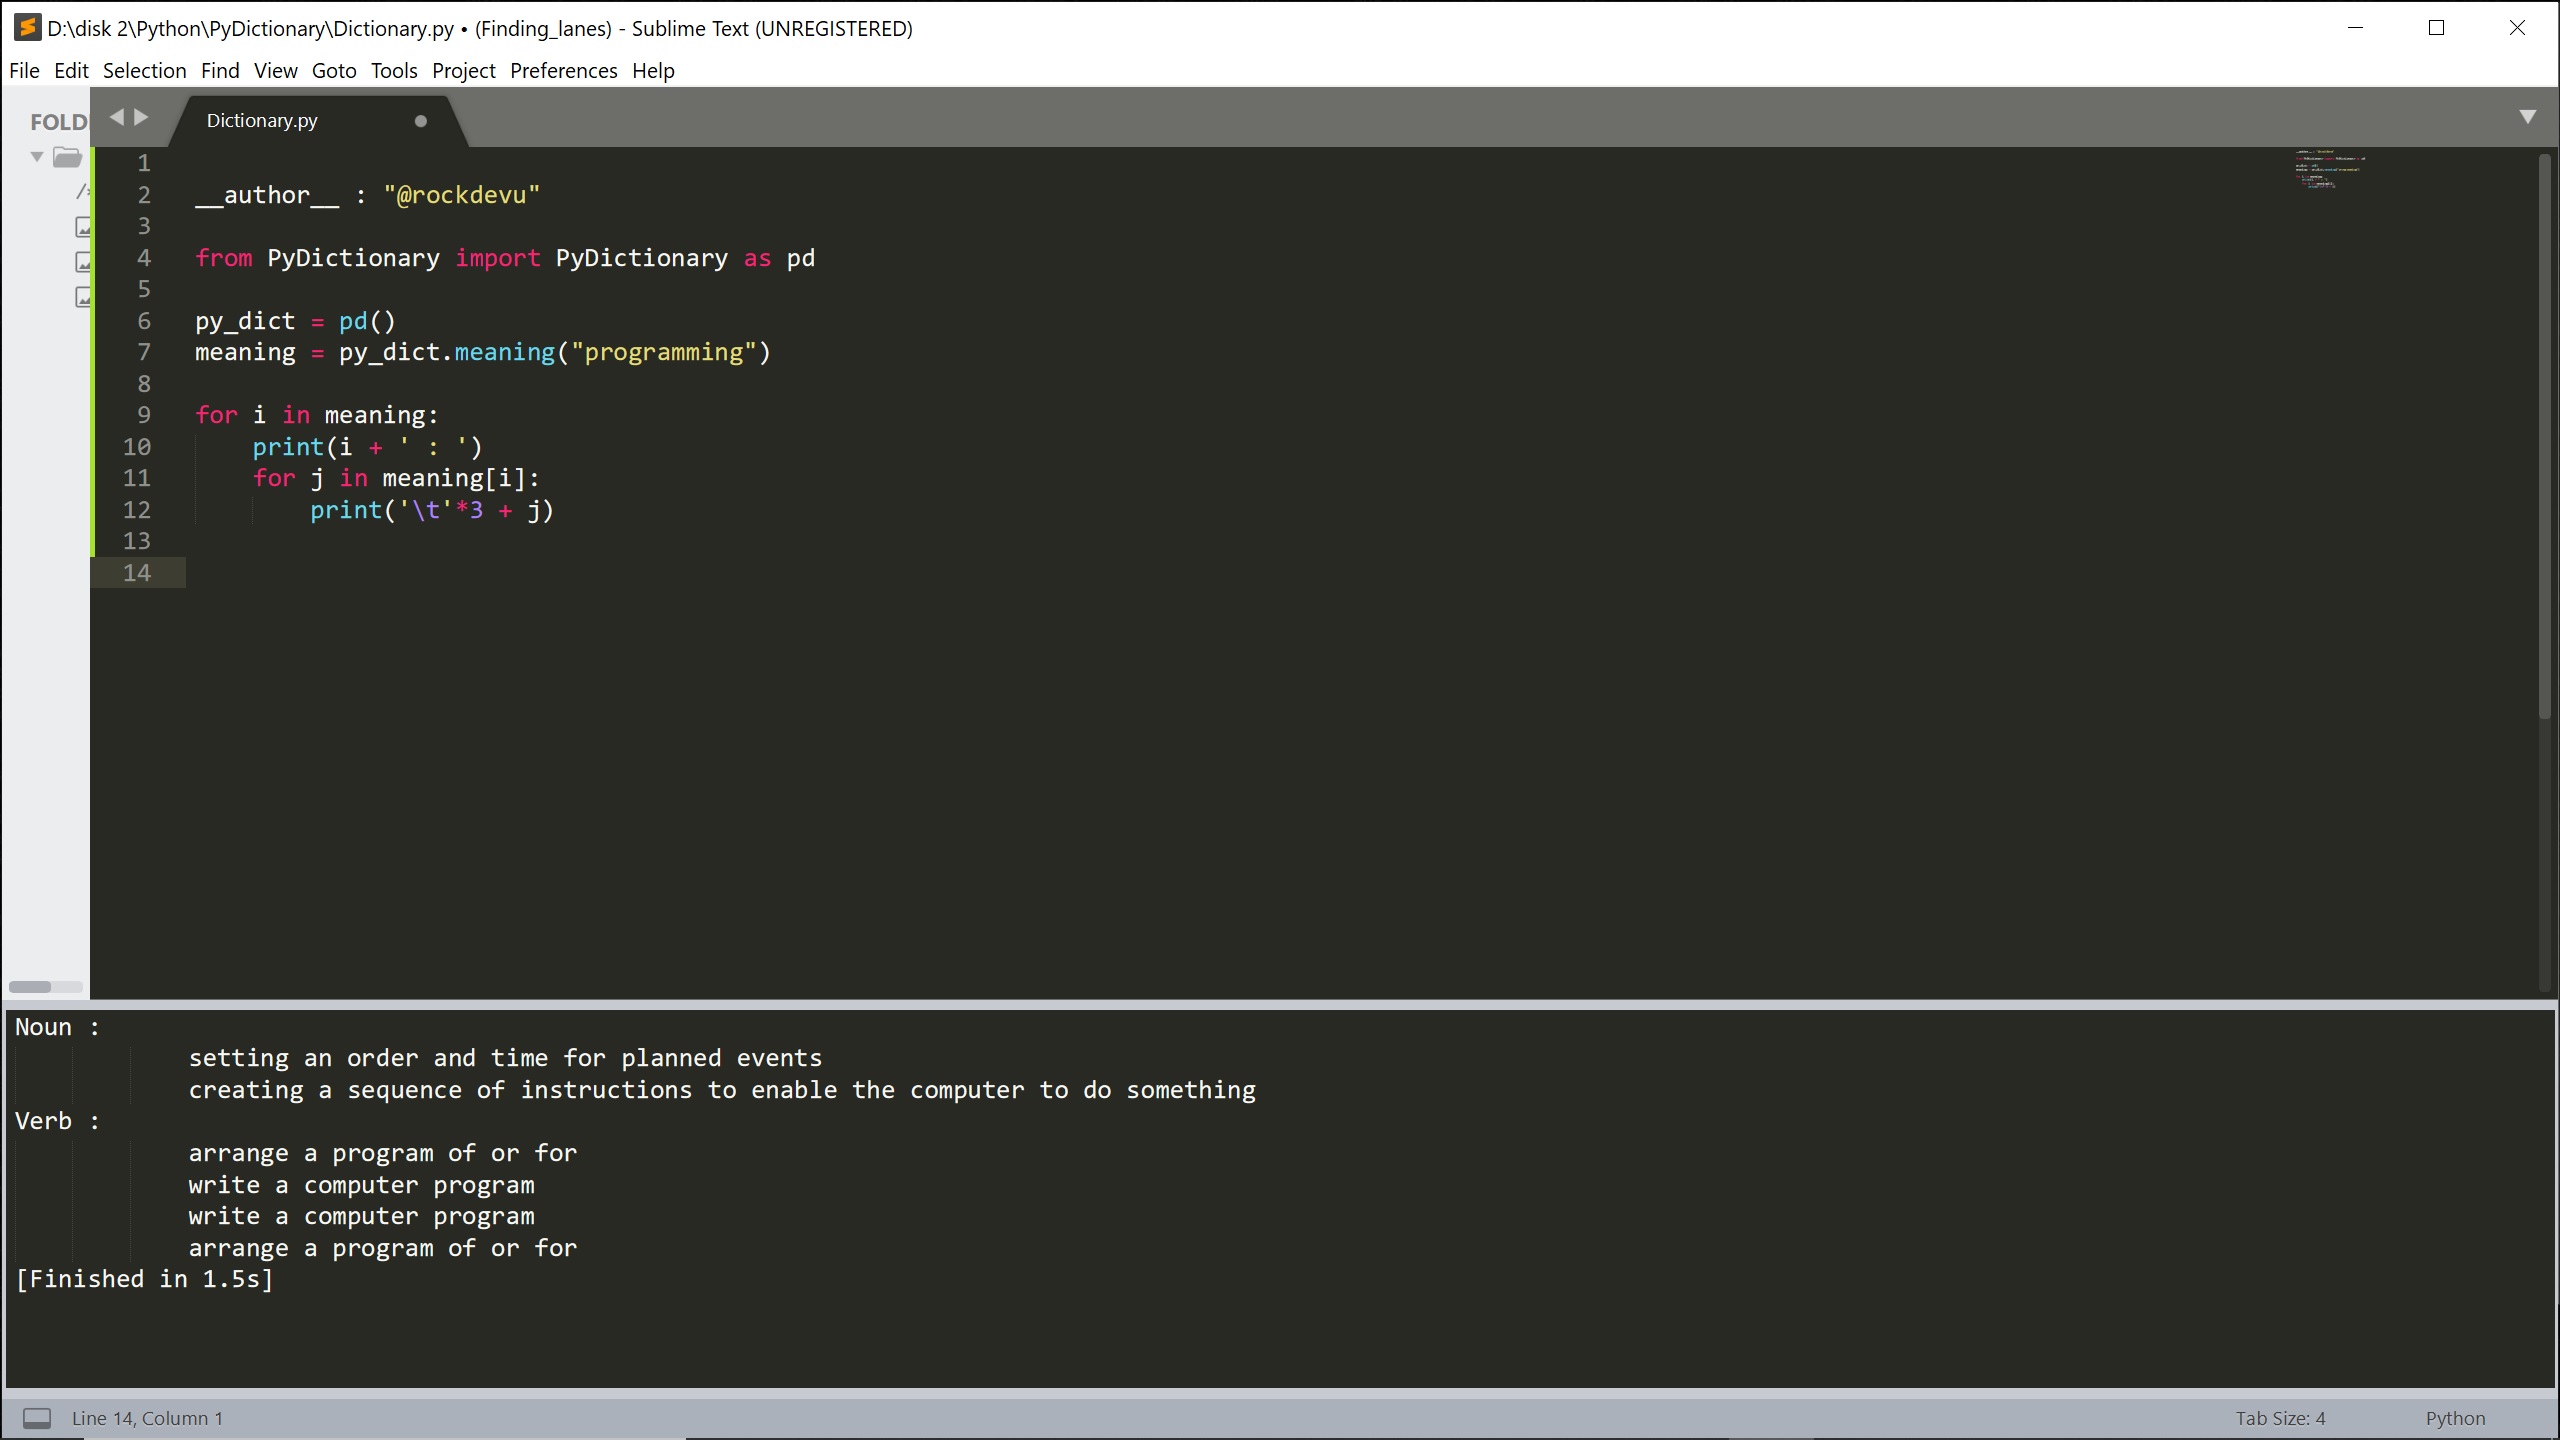 D:\disk 2\Python\PyDictionary\Dictionary.py • (Finding_lanes) - Sublime Text (UNREGISTERED)
File Edit Selection Find View Goto Tools Project Preferences Help
FOLD
Dictionary.py
1
2 __author__ : "@rockdevu"
3
4 from PyDictionary import PyDictionary as pd
5
6 py_dict = pd()
7 meaning = py_dict.meaning("programming")
8
9 for i in meaning:
10     print(i + ' : ')
11     for j in meaning[i]:
12         print('\t'*3 + j)
13
14
Noun :
            setting an order and time for planned events
            creating a sequence of instructions to enable the computer to do something
Verb :
            arrange a program of or for
            write a computer program
            write a computer program
            arrange a program of or for
[Finished in 1.5s]
Line 14, Column 1 Tab Size: 4 Python